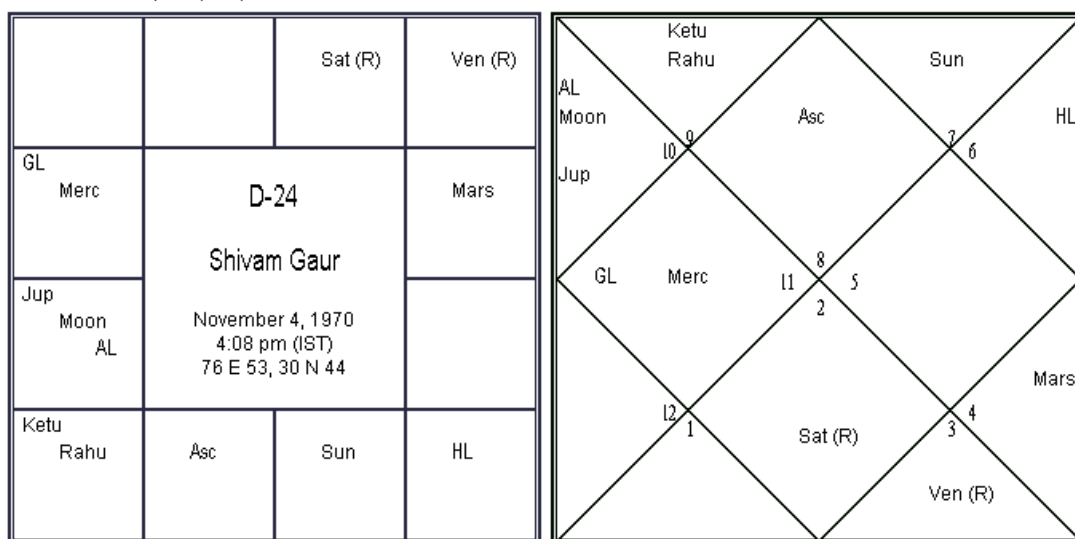 Sat (R)
Ven (R)
GL
Merc
Mars
Jup
Moon
AL
Ketu
Rahu
Asc
Sun
HL
D-24
Shivam Gaur
November 4, 1970
4:08 pm (IST)
76 E 53, 30 N 44
Ketu
Rahu
Sun
AL
Moon
Asc
HL
9
7
10
6
Jup
8
GL
Merc
11
5
2
Mars
12
4
1
3
Sat (R)
Ven (R)